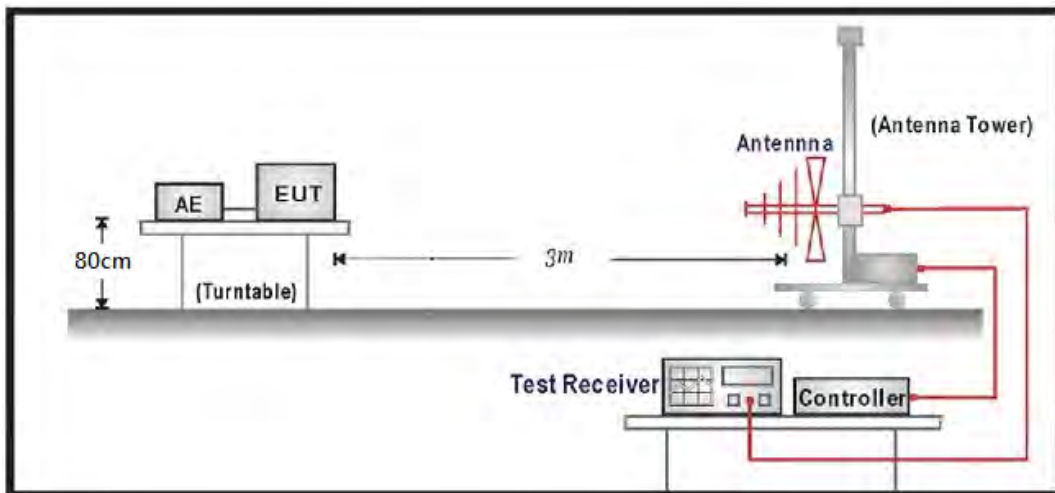 (Antenna Tower)
Antennna
AE
EUT
80cm
3m
(Turntable)
Test Receiver
Controller